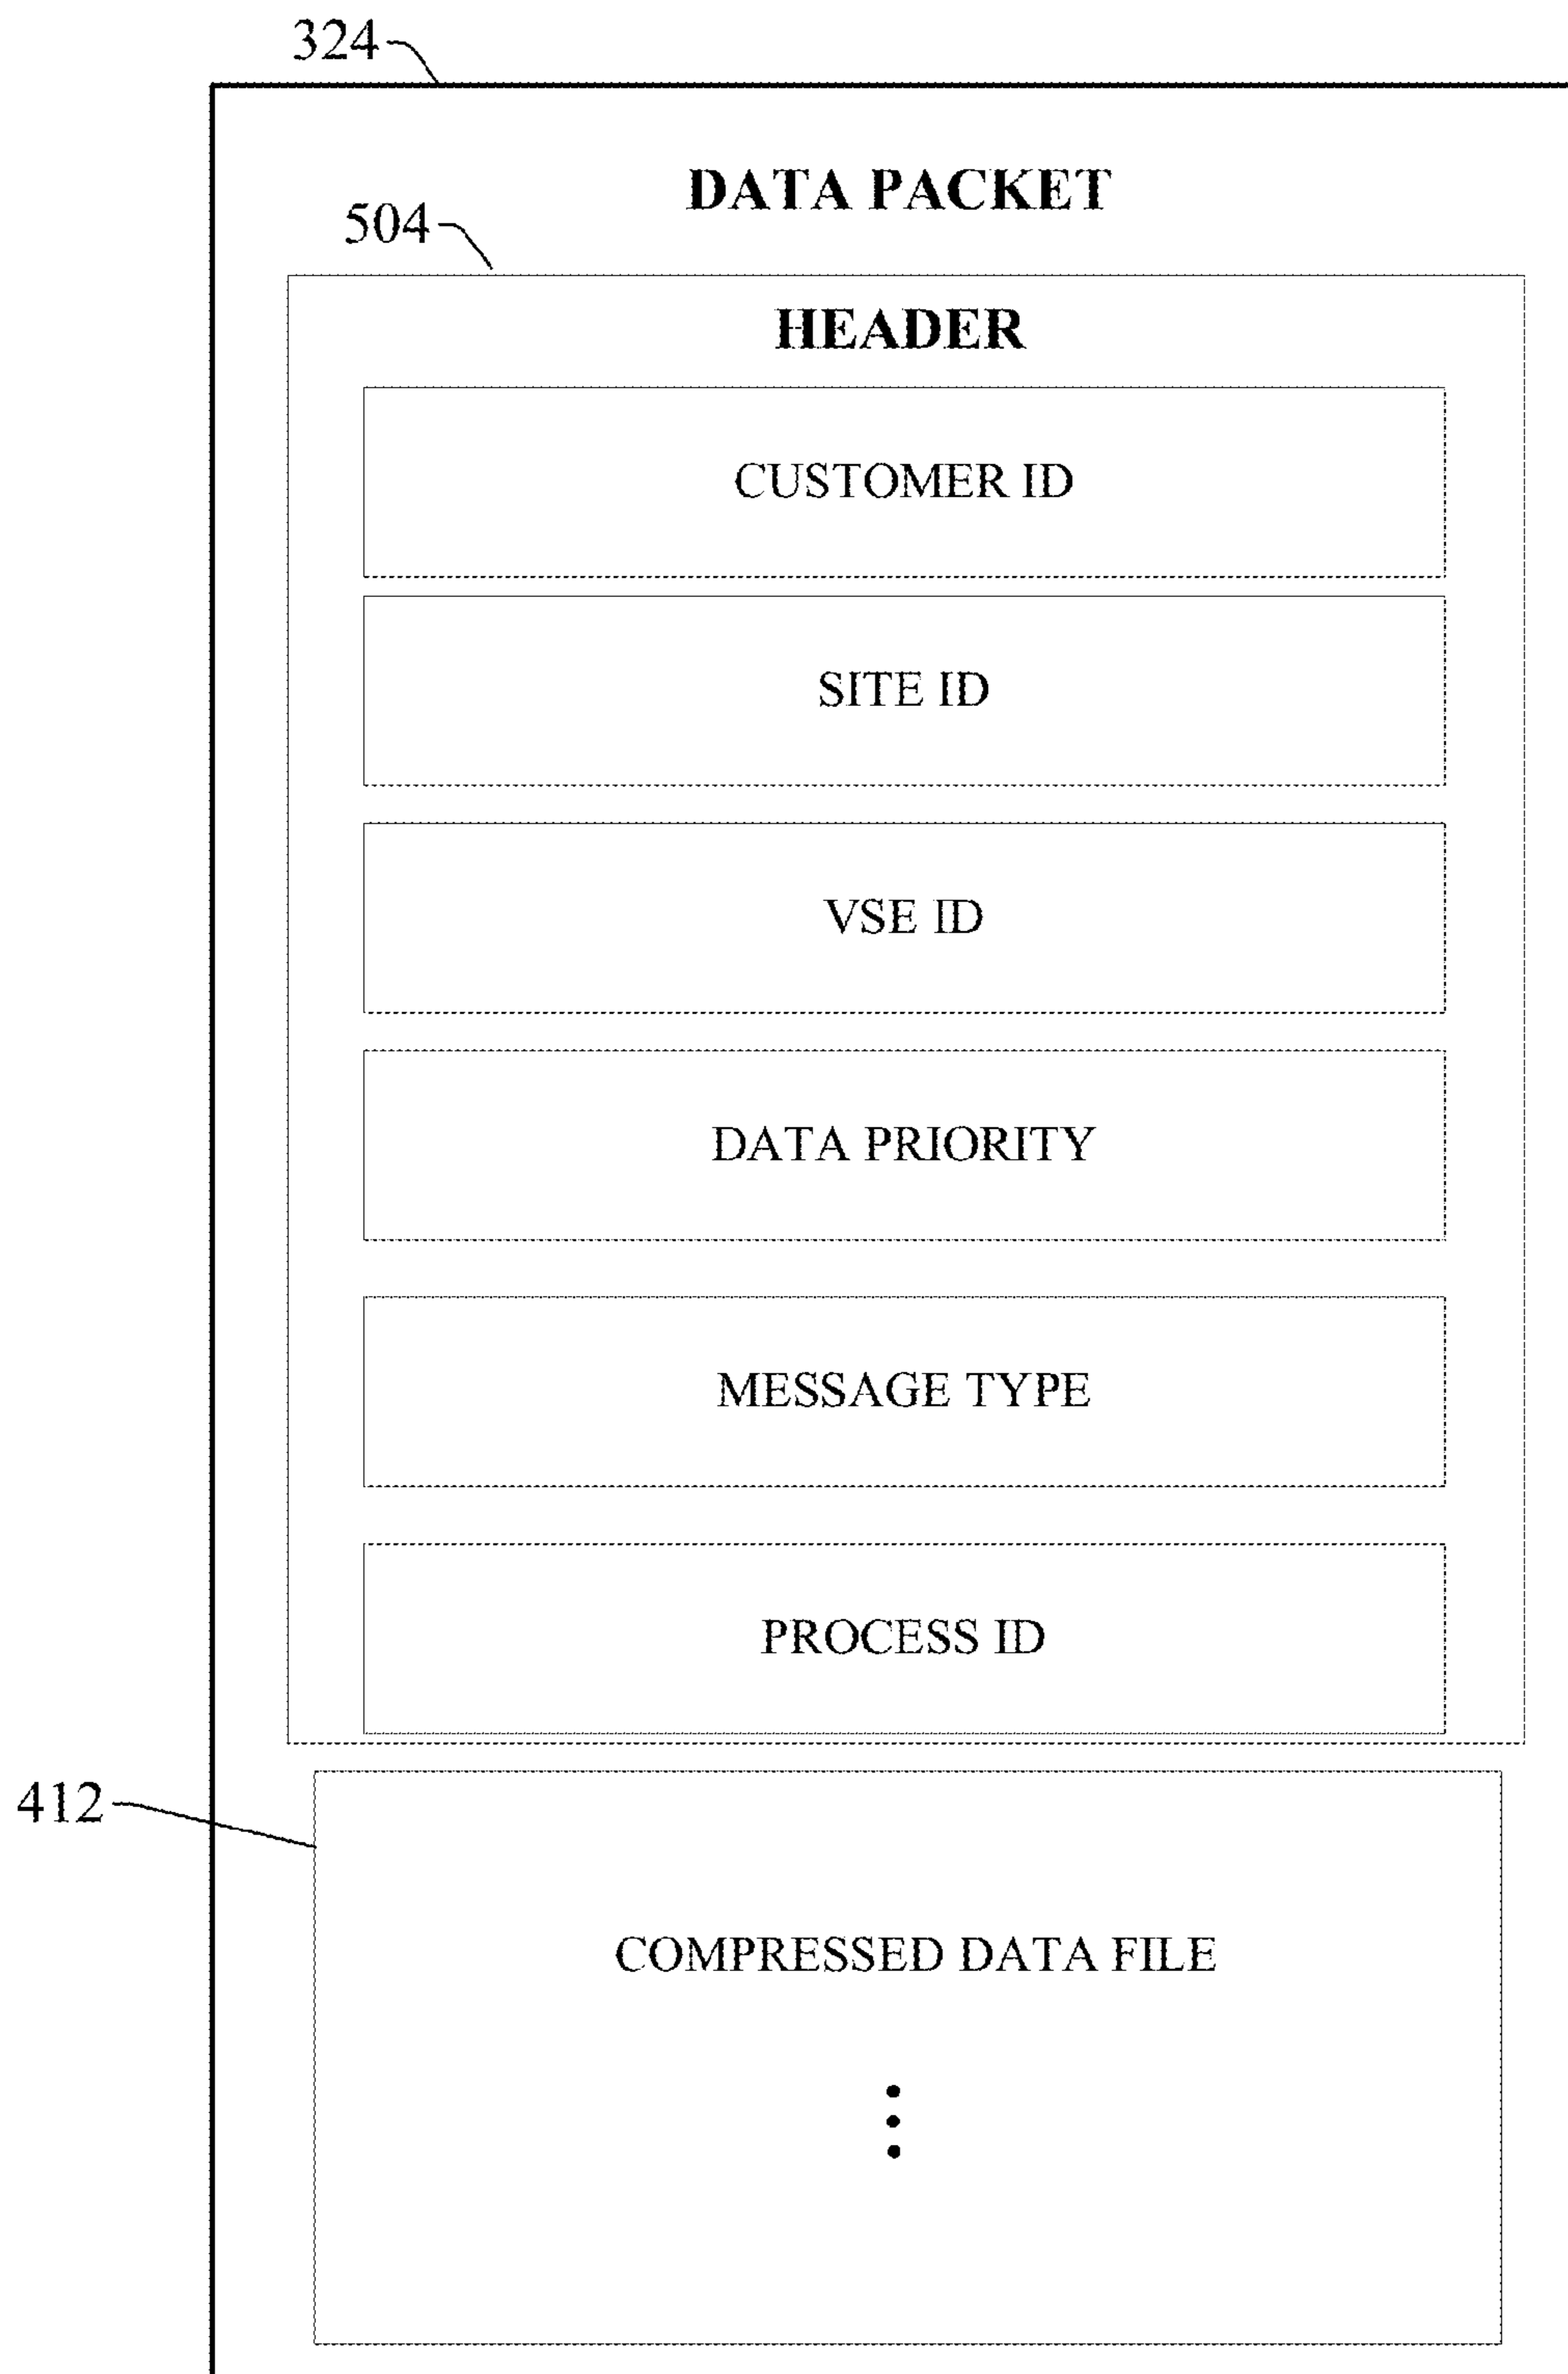 324
DATA PACKET
504
HEADER
CUSTOMER ID
SITE ID
VSE ID
DATA PRIORITY
MESSAGE TYPE
PROCESS ID
412
COMPRESSED DATA FILE